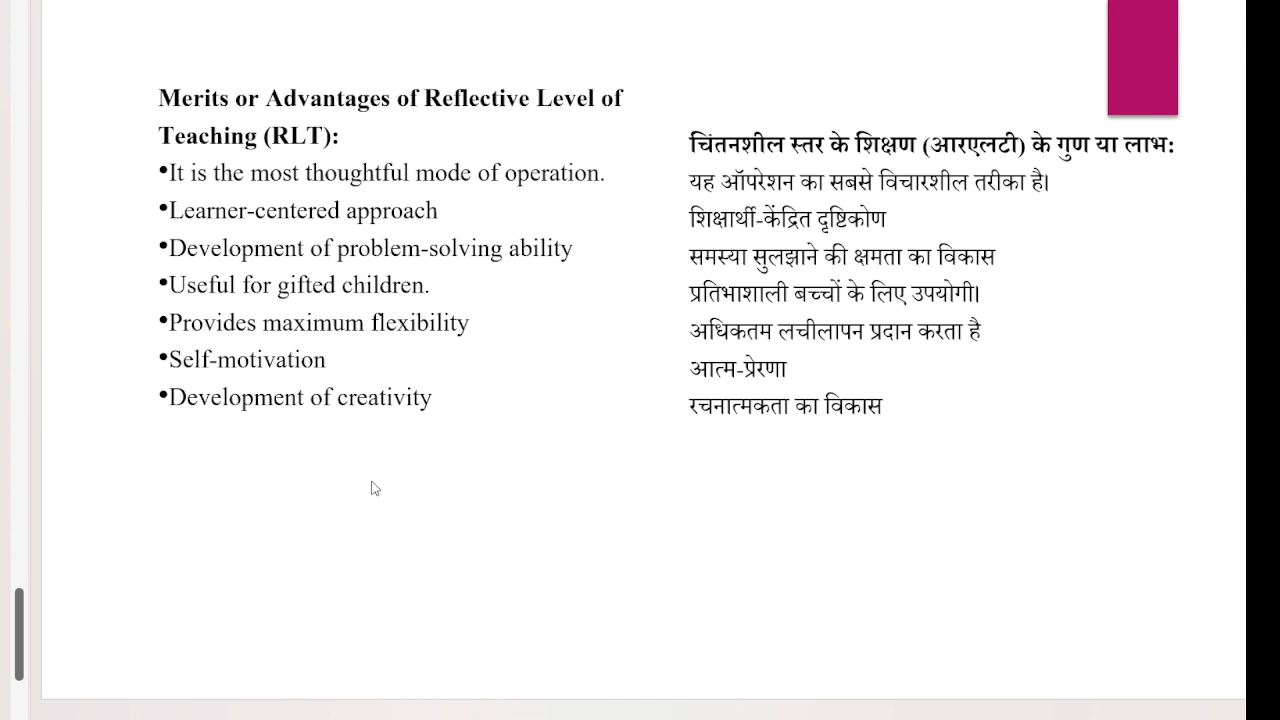 Merits or Advantages of Reflective Level of
Teaching (RLT):
•It is the most thoughtful mode of operation.
•Learner-centered approach
•Development of problem-solving ability
•Useful for gifted children.
•Provides maximum flexibility
•Self-motivation
•Development of creativity
चिंतनशील स्तर के शिक्षण (आरएलटी) के गुण या लाभ:
यह ऑपरेशन का सबसे विचारशील तरीका है।
शिक्षार्थी-केंद्रित दृष्टिकोण
समस्या सुलझाने की क्षमता का विकास
प्रतिभाशाली बच्चों के लिए उपयोगी।
अधिकतम लचीलापन प्रदान करता है
आत्म-प्रेरणा
रचनात्मकता का विकास